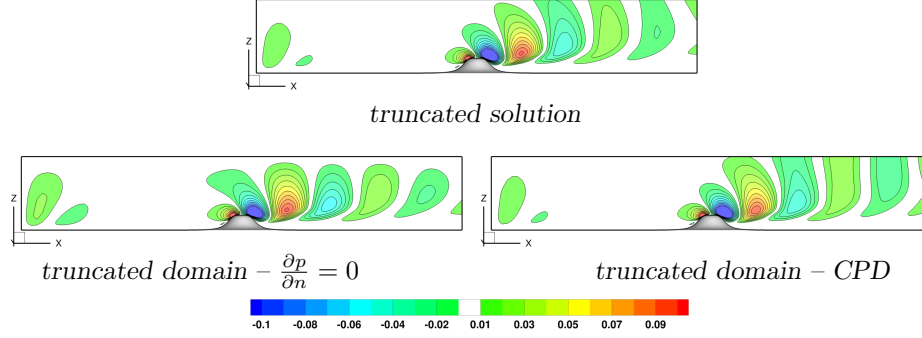 Z
X
truncated solution
Z
X
Z
X
truncated domain – ∂p/∂n = 0
truncated domain – CPD
-0.1 -0.08 -0.06 -0.04 -0.02 0.01 0.03 0.05 0.07 0.09